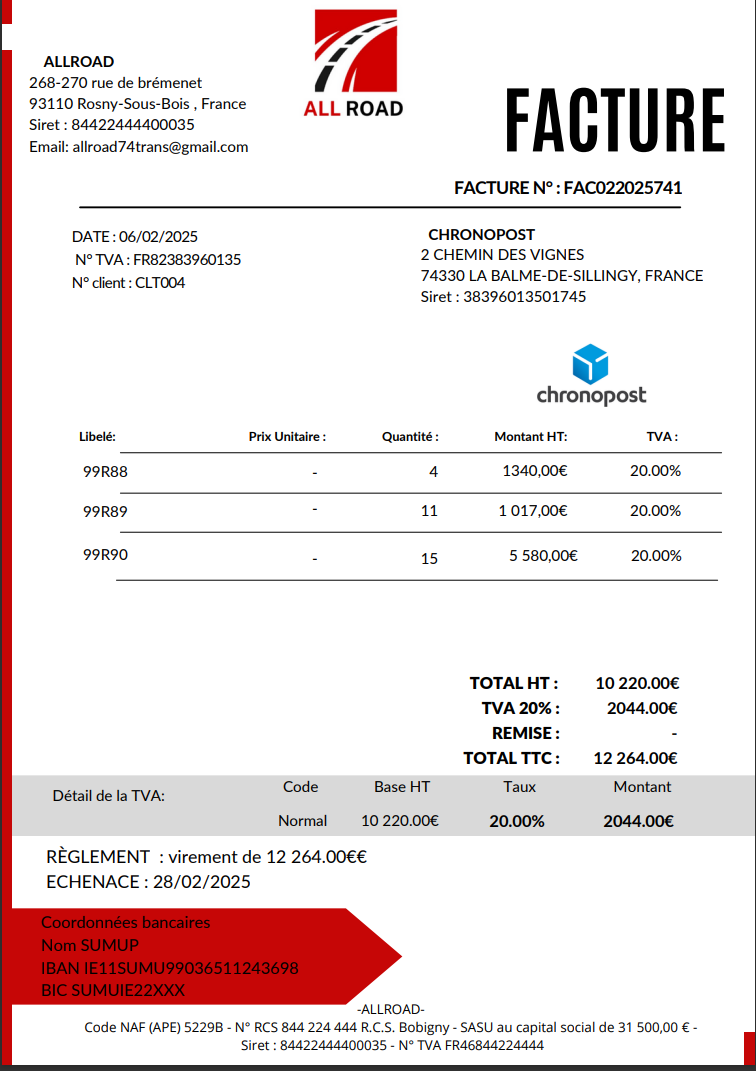 ALLROAD
268-270 rue de brémenet
93110 Rosny-Sous-Bois , France
Siret : 84422444400035
Email: allroad74trans@gmail.com
ALL ROAD
FACTURE
FACTURE N° : FAC022025741
DATE : 06/02/2025
N° TVA : FR82383960135
N° client : CLT004
CHRONOPOST
2 CHEMIN DES VIGNES
74330 LA BALME-DE-SILLINGY, FRANCE
Siret : 38396013501745
chronopost
Libelé: Prix Unitaire : Quantité : Montant HT: TVA :
99R88 - 4 1340,00€ 20.00%
99R89 - 11 1 017,00€ 20.00%
99R90 - 15 5 580,00€ 20.00%
TOTAL HT : 10 220.00€
TVA 20% : 2044.00€
REMISE : -
TOTAL TTC : 12 264.00€
Détail de la TVA: Code Base HT Taux Montant
Normal 10 220.00€ 20.00% 2044.00€
RÈGLEMENT : virement de 12 264.00€€
ECHENACE : 28/02/2025
Coordonnées bancaires
Nom SUMUP
IBAN IE11SUMU99036511243698
BIC SUMUIE22XXX
-ALLROAD-
Code NAF (APE) 5229B - N° RCS 844 224 444 R.C.S. Bobigny - SASU au capital social de 31 500,00 € -
Siret : 84422444400035 - N° TVA FR46844224444